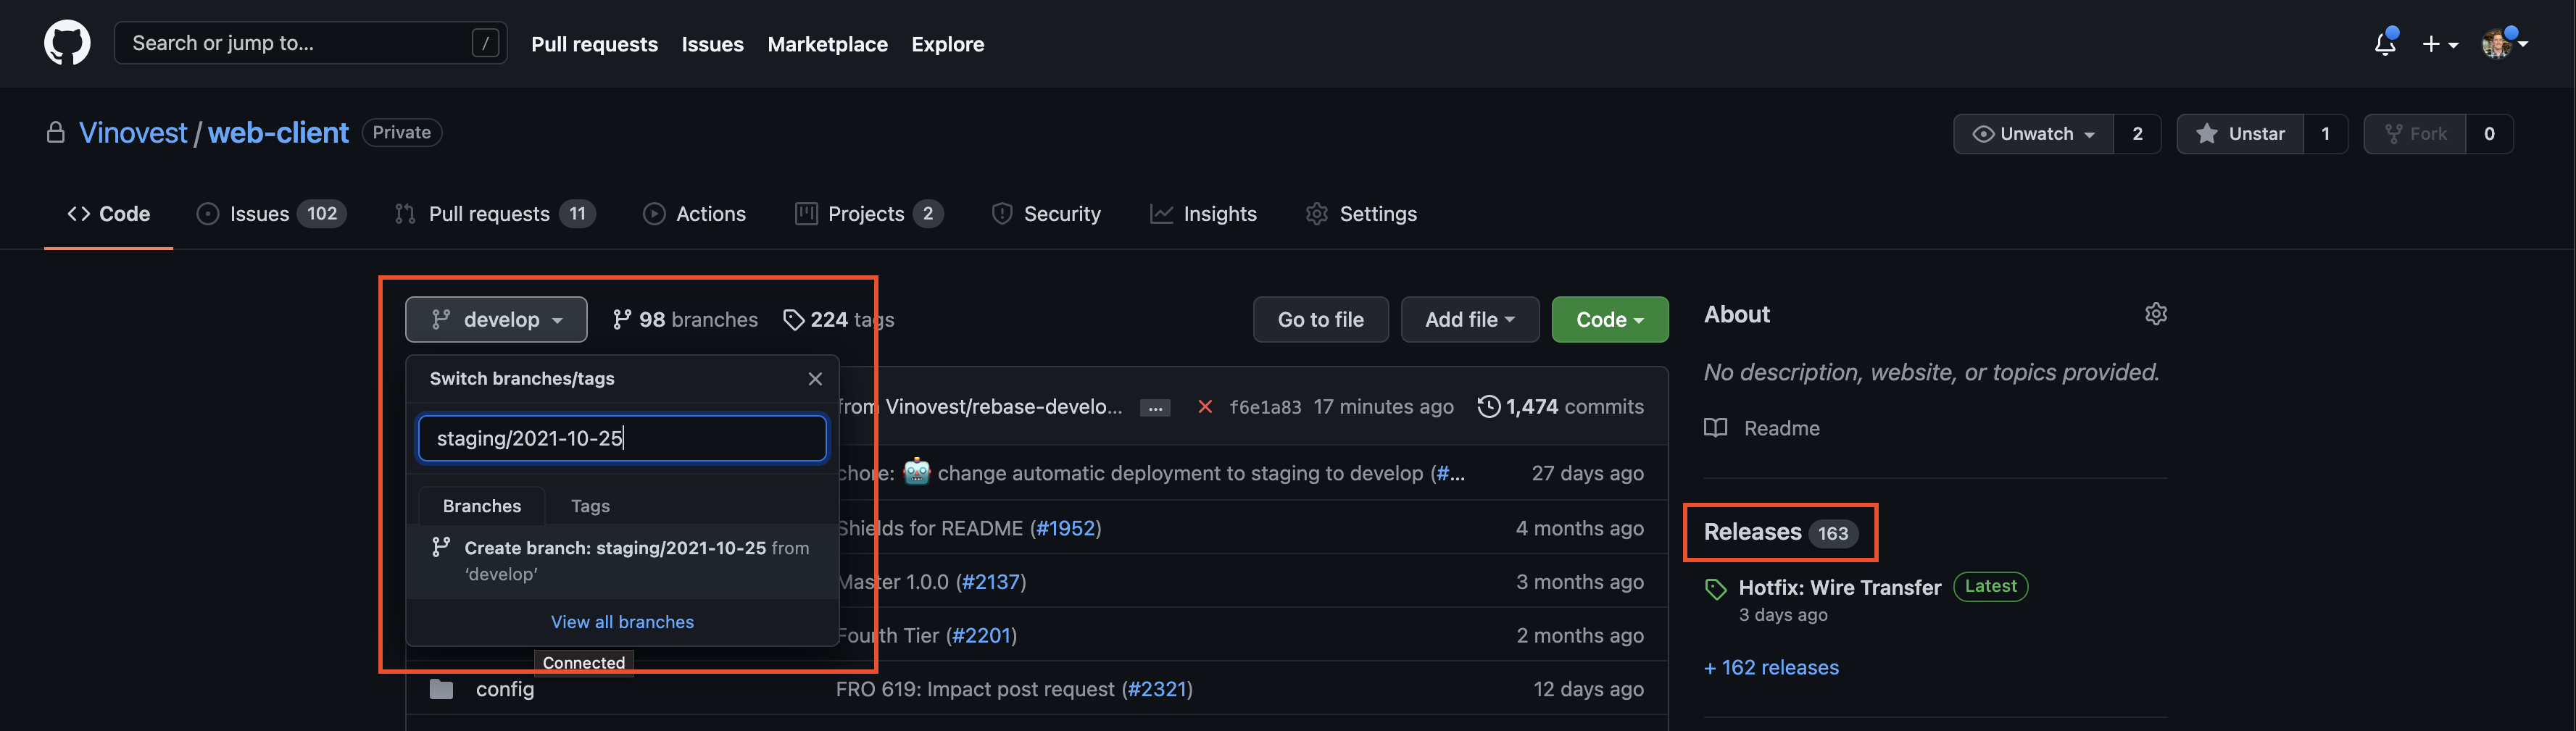 Search or jump to... / Pull requests Issues Marketplace Explore
Vinovest / web-client Private Unwatch 2 Unstar 1 Fork 0
Code Issues 102 Pull requests 11 Actions Projects 2 Security Insights Settings
develop 98 branches 224 tags Go to file Add file Code
Switch branches/tags
staging/2021-10-25
Branches Tags
Create branch: staging/2021-10-25 from
‘develop’
View all branches
Connected
from Vinovest/rebase-develo... ... f6e1a83 17 minutes ago 1,474 commits
chore: change automatic deployment to staging to develop (#... 27 days ago
Shields for README (#1952) 4 months ago
Master 1.0.0 (#2137) 3 months ago
Fourth Tier (#2201) 2 months ago
config FRO 619: Impact post request (#2321) 12 days ago
About
No description, website, or topics provided.
Readme
Releases 163
Hotfix: Wire Transfer Latest
3 days ago
+ 162 releases